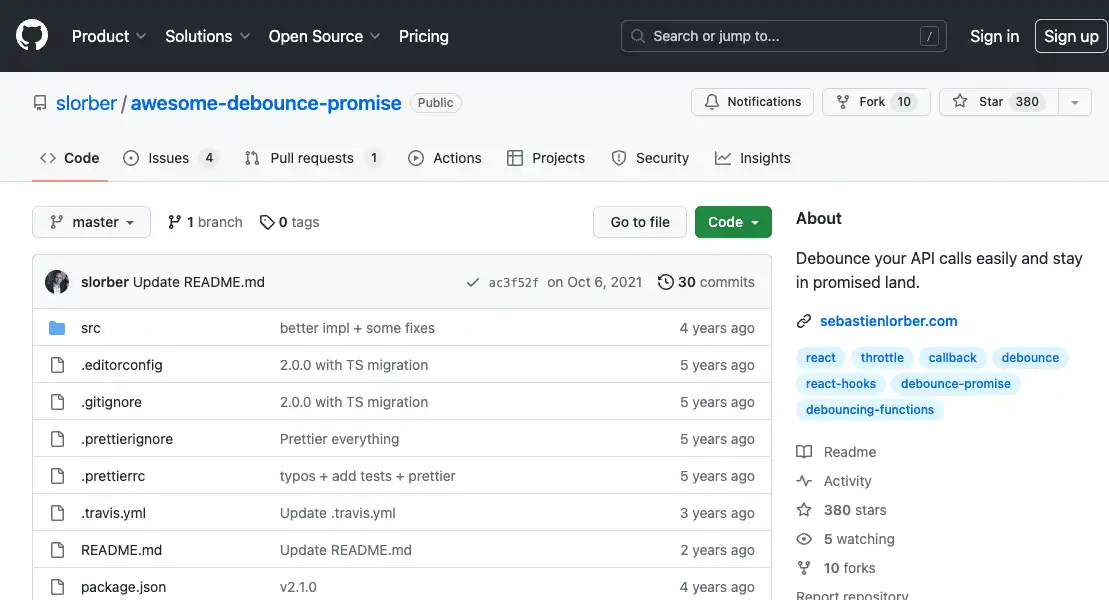 Product Solutions Open Source Pricing Search or jump to... / Sign in Sign up
slorber / awesome-debounce-promise Public Notifications Fork 10 Star 380
Code Issues 4 Pull requests 1 Actions Projects Security Insights
master 1 branch 0 tags Go to file Code
slorber Update README.md ac3f52f on Oct 6, 2021 30 commits
src better impl + some fixes 4 years ago
.editorconfig 2.0.0 with TS migration 5 years ago
.gitignore 2.0.0 with TS migration 5 years ago
.prettierignore Prettier everything 5 years ago
.prettierrc typos + add tests + prettier 5 years ago
.travis.yml Update .travis.yml 3 years ago
README.md Update README.md 2 years ago
package.json v2.1.0 4 years ago
About
Debounce your API calls easily and stay
in promised land.
sebastienlorber.com
react throttle callback debounce
react-hooks debounce-promise
debouncing-functions
Readme
Activity
380 stars
5 watching
10 forks
Report repository